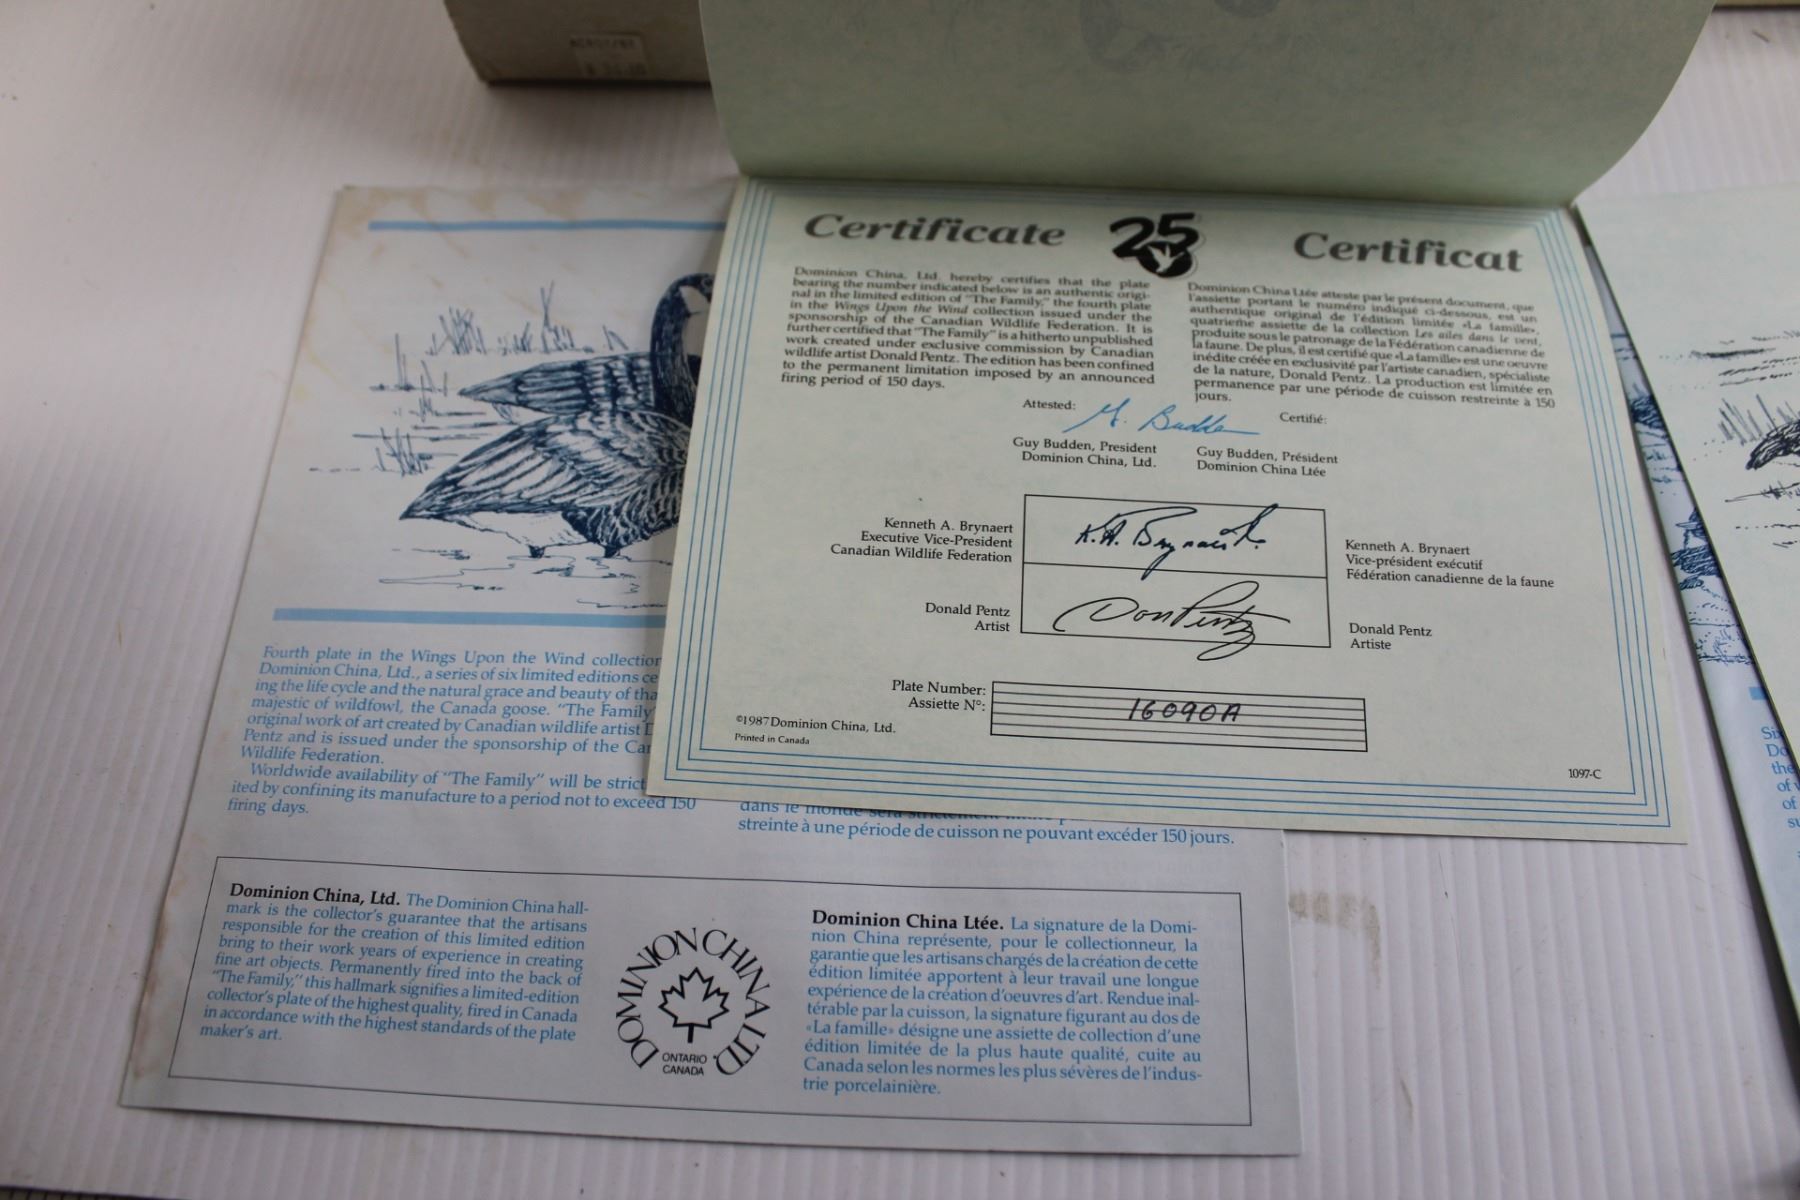 Certificate
25
Certificat
Dominion China, Ltd. hereby certifies that the plate
bearing the number indicated below is an authentic origi-
nal in the limited edition of "The Family," the fourth plate
in the Wings Upon the Wind collection issued under the
sponsorship of the Canadian Wildlife Federation. It is
further certified that "The Family" is a hitherto unpublished
work created under exclusive commission by Canadian
wildlife artist Donald Pentz. The edition has been confined
to the permanent limitation imposed by an announced
firing period of 150 days.
Dominion China Ltée atteste par le présent document, que
l'assiette portant le numéro indiqué ci-dessous, est un
authentique original de l'édition limitée «La famille»,
quatrième assiette de la collection Les ailes dans le vent,
produite sous le patronage de la Fédération canadienne de
la faune. De plus, il est certifié que «La famille» est une oeuvre
inédite créée en exclusivité par l'artiste canadien, spécialiste
de la nature, Donald Pentz. La production est limitée en
permanence par une période de cuisson restreinte à 150
jours.
Attested:
G. Budden
Certifié:
Guy Budden, President
Dominion China, Ltd.
Guy Budden, Président
Dominion China Ltée
Kenneth A. Brynaert
Executive Vice-President
Canadian Wildlife Federation
K.A. Brynaert
Kenneth A. Brynaert
Vice-président exécutif
Fédération canadienne de la faune
Donald Pentz
Artist
Don Pentz
Donald Pentz
Artiste
Plate Number:
Assiette N°:
16090A
©1987 Dominion China, Ltd.
Printed in Canada
1097-C
Fourth plate in the Wings Upon the Wind collection
Dominion China, Ltd., a series of six limited editions ce
ing the life cycle and the natural grace and beauty of tha
majestic of wildfowl, the Canada goose. "The Family"
original work of art created by Canadian wildlife artist D
Pentz and is issued under the sponsorship of the Can
Wildlife Federation.
Worldwide availability of "The Family" will be strict
ited by confining its manufacture to a period not to exceed 150
firing days.
dans le monde sera strictement
streinte à une période de cuisson ne pouvant excéder 150 jours.
Dominion China, Ltd. The Dominion China hall-
mark is the collector's guarantee that the artisans
responsible for the creation of this limited edition
bring to their work years of experience in creating
fine art objects. Permanently fired into the back of
"The Family," this hallmark signifies a limited-edition
collector's plate of the highest quality, fired in Canada
in accordance with the highest standards of the plate
maker's art.
DOMINION CHINA LTD
ONTARIO
CANADA
Dominion China Ltée. La signature de la Domi-
nion China représente, pour le collectionneur, la
garantie que les artisans chargés de la création de cette
édition limitée apportent à leur travail une longue
expérience de la création d'oeuvres d'art. Rendue inal-
térable par la cuisson, la signature figurant au dos de
«La famille» désigne une assiette de collection d'une
édition limitée de la plus haute qualité, cuite au
Canada selon les normes les plus sévères de l'indus-
trie porcelainière.
Six
Do
the
of
of
su